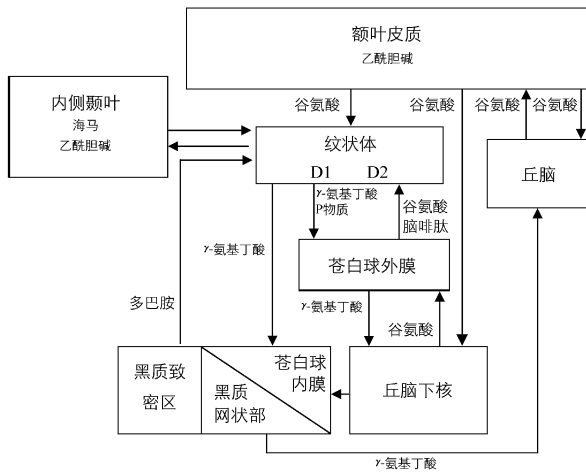 额叶皮质
乙酰胆碱
内侧颞叶
海马
乙酰胆碱
谷氨酸
谷氨酸
谷氨酸
谷氨酸
纹状体
D1 D2
丘脑
γ-氨基丁酸
P物质
谷氨酸
脑啡肽
γ-氨基丁酸
苍白球外膜
多巴胺
γ-氨基丁酸
谷氨酸
黑质致
密区
黑质
网状部
苍白球
内膜
丘脑下核
γ-氨基丁酸